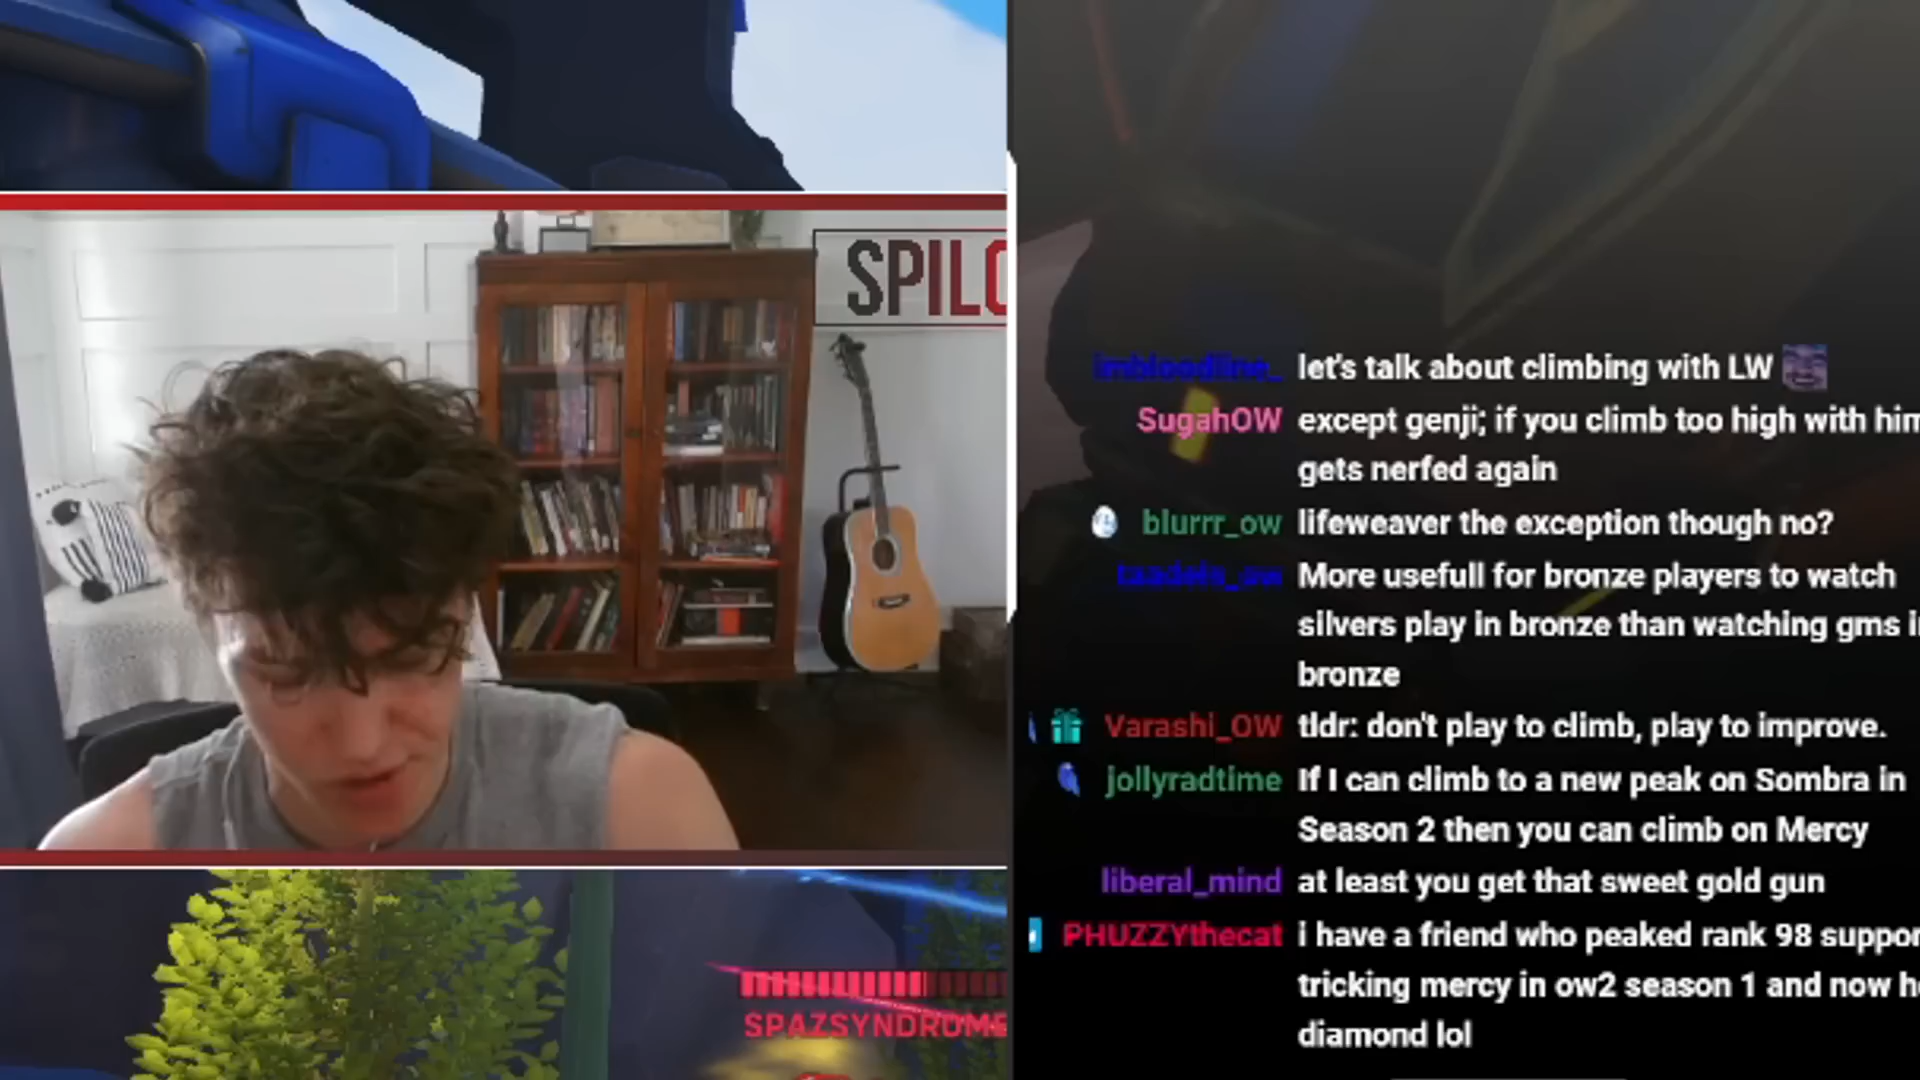 SPILO
imbloodline_ let's talk about climbing with LW
SugahOW except genji; if you climb too high with him
gets nerfed again
blurrr_ow lifeweaver the exception though no?
taadels_ow More usefull for bronze players to watch
silvers play in bronze than watching gms in
bronze
Varashi_OW tldr: don't play to climb, play to improve.
jollyradtime If I can climb to a new peak on Sombra in
Season 2 then you can climb on Mercy
liberal_mind at least you get that sweet gold gun
PHUZZYthecat i have a friend who peaked rank 98 suppor
tricking mercy in ow2 season 1 and now he
diamond lol
SPAZSYNDROME